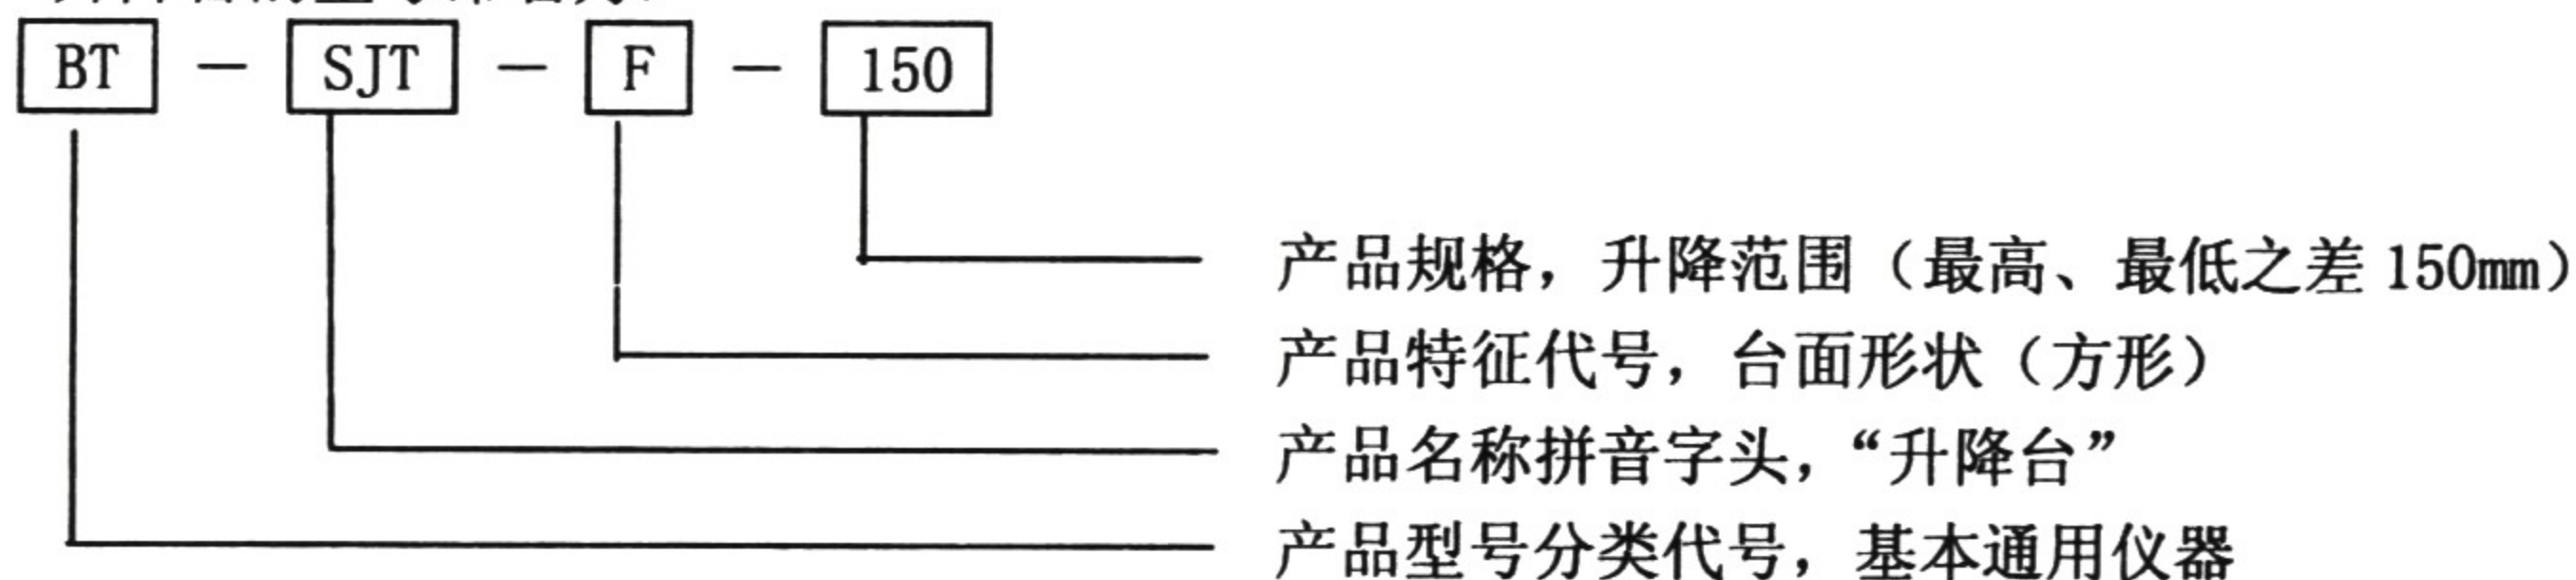 BT － SJT － F － 150
产品规格，升降范围（最高、最低之差 150mm）
产品特征代号，台面形状（方形）
产品名称拼音字头，“升降台”
产品型号分类代号，基本通用仪器